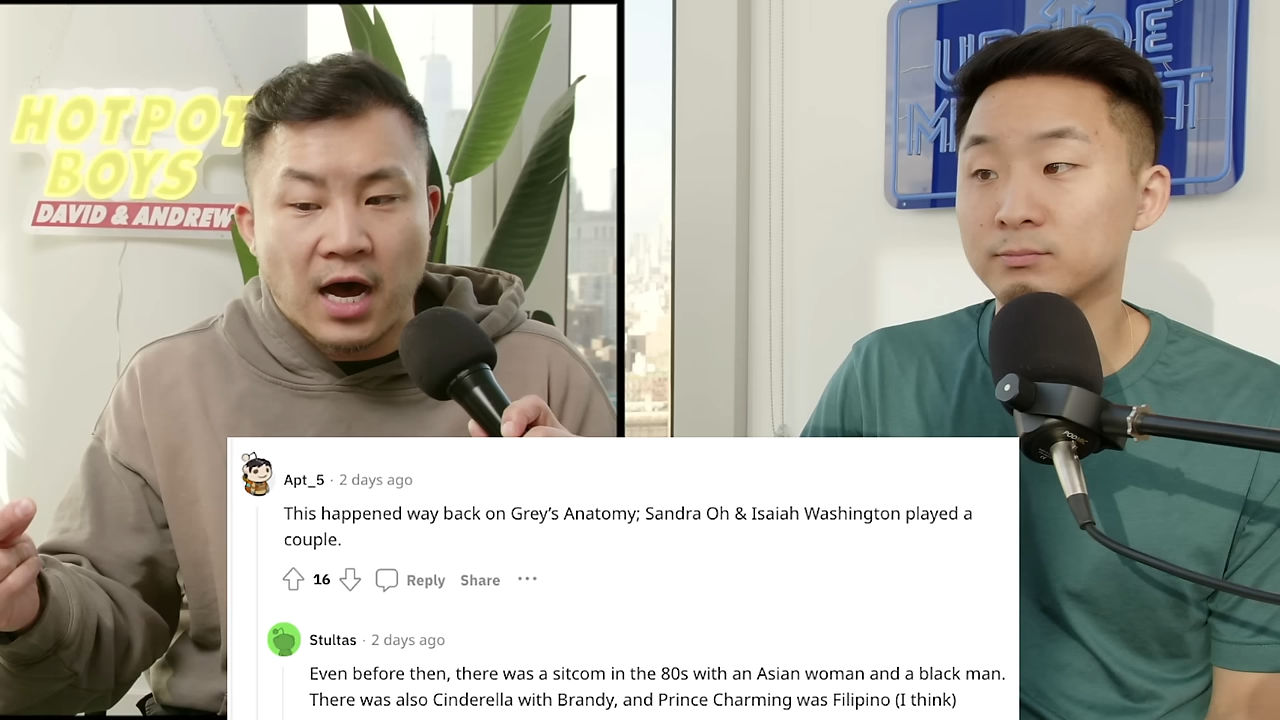 HOTPOT
BOYS
DAVID & ANDREW
Apt_5 · 2 days ago
This happened way back on Grey’s Anatomy; Sandra Oh & Isaiah Washington played a
couple.
16 Reply Share ···
Stultas · 2 days ago
Even before then, there was a sitcom in the 80s with an Asian woman and a black man.
There was also Cinderella with Brandy, and Prince Charming was Filipino (I think)